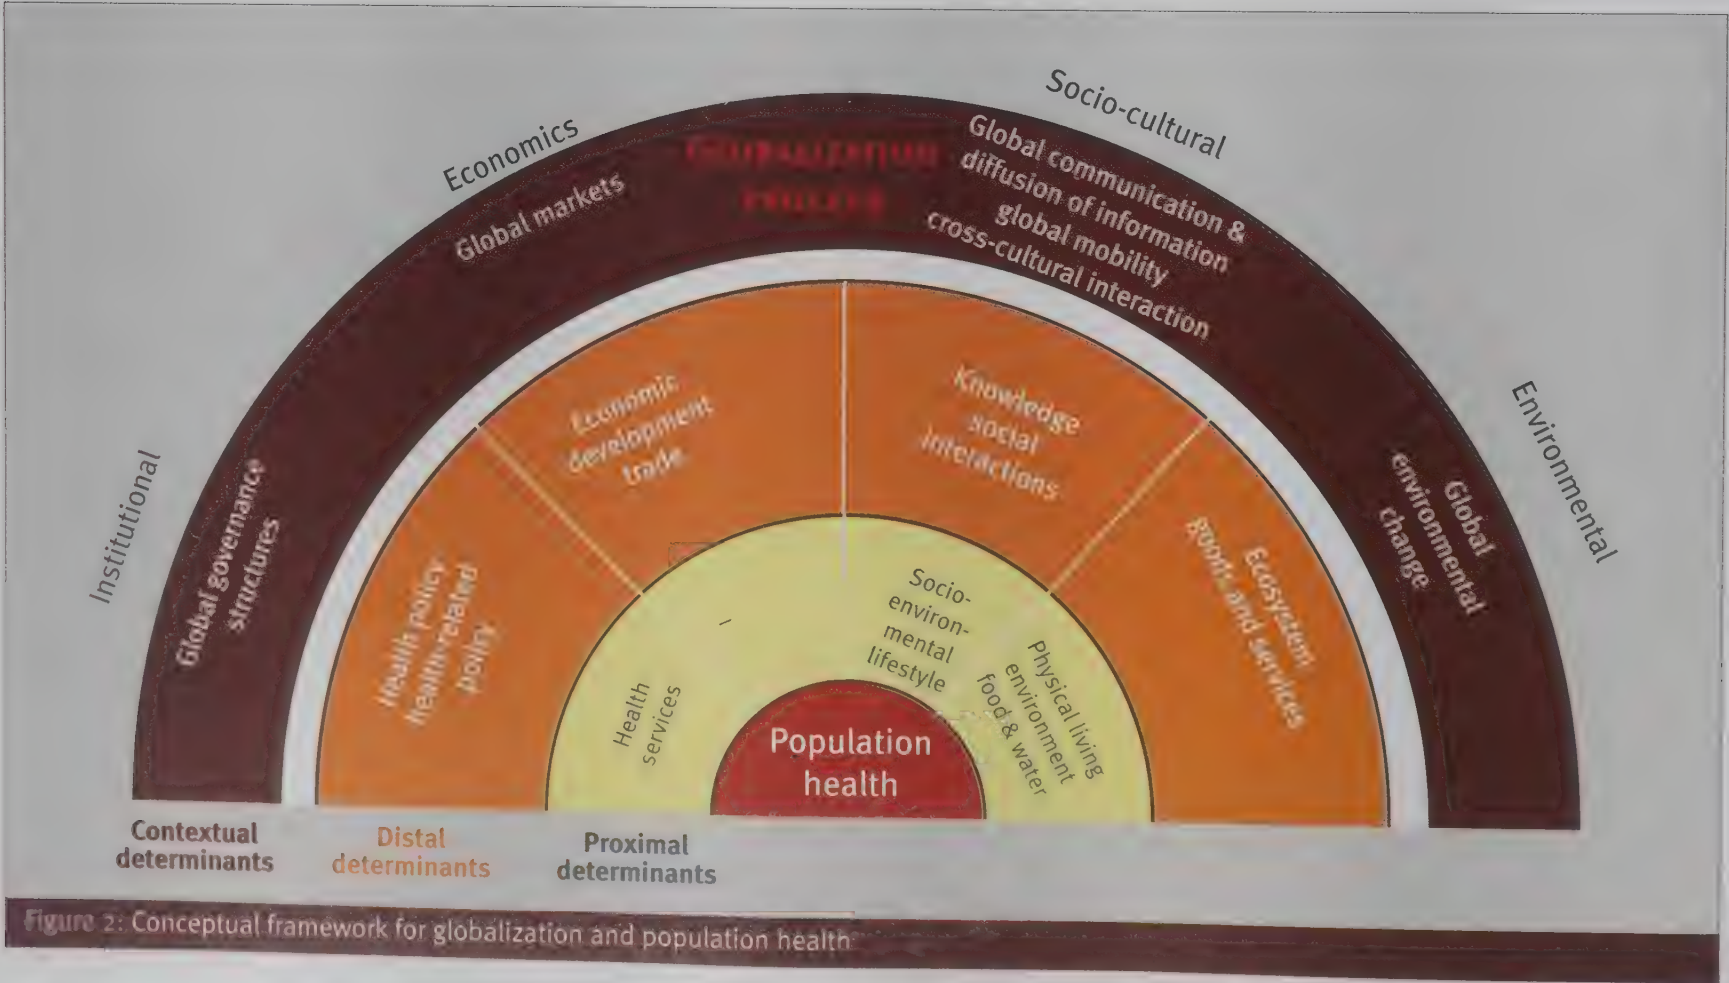 Socio-cultural
Economics
GLOBALIZATION
PROCESS
Global markets
Global communication &
diffusion of information
global mobility
cross-cultural interaction
Institutional
Environmental
Global governance
structures
Global
environmental
change
Economic
development
trade
Knowledge
social
interactions
Health policy
health-related
policy
Ecosystem
goods and services
Health
services
Socio-
environ-
mental
lifestyle
Physical living
environment
food & water
Population
health
Contextual
determinants
Distal
determinants
Proximal
determinants
Figure 2: Conceptual framework for globalization and population health